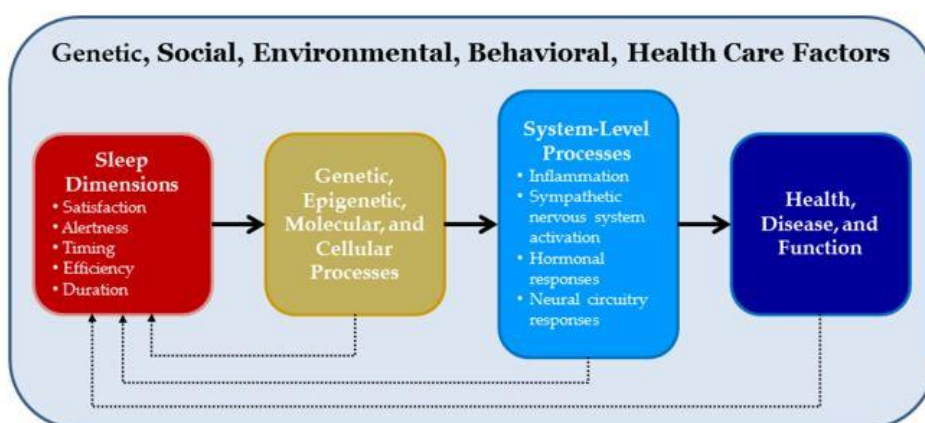 Genetic, Social, Environmental, Behavioral, Health Care Factors
Sleep
Dimensions
• Satisfaction
• Alertness
• Timing
• Efficiency
• Duration
Genetic,
Epigenetic,
Molecular, and
Cellular
Processes
System-Level
Processes
• Inflammation
• Sympathetic
nervous system
activation
• Hormonal
responses
• Neural circuitry
responses
Health,
Disease, and
Function